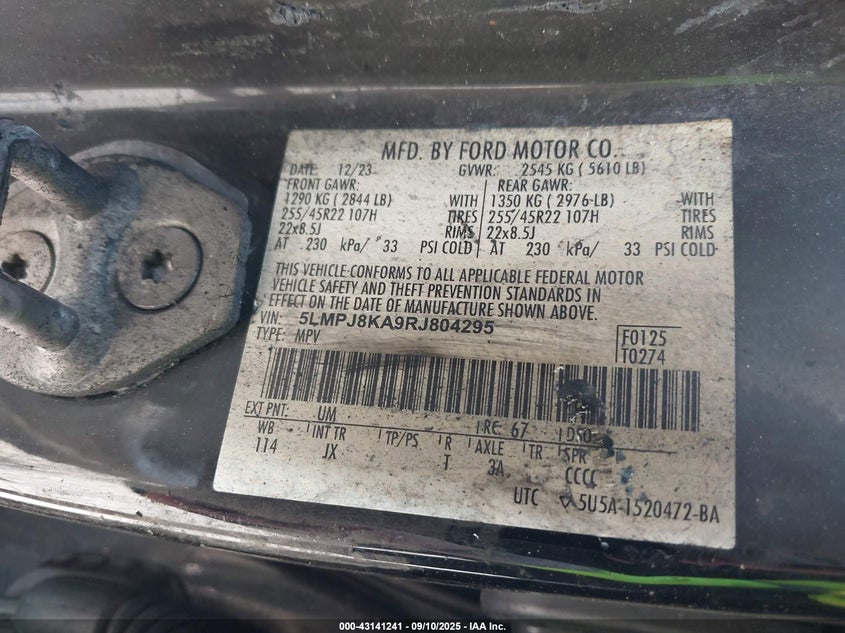 MFD. BY FORD MOTOR CO.
DATE: 12/23 GVWR: 2545 KG ( 5610 LB)
FRONT GAWR: REAR GAWR:
1290 KG ( 2844 LB) WITH 1350 KG ( 2976 LB) WITH
255/45R22 107H TIRES 255/45R22 107H TIRES
22x8.5J RIMS 22x8.5J RIMS
AT 230 kPa/ 33 PSI COLD AT 230 kPa/ 33 PSI COLD
THIS VEHICLE CONFORMS TO ALL APPLICABLE FEDERAL MOTOR
VEHICLE SAFETY AND THEFT PREVENTION STANDARDS IN
EFFECT ON THE DATE OF MANUFACTURE SHOWN ABOVE.
VIN: 5LMPJ8KA9RJ804295
TYPE: MPV
F0125
T0274
EXT PNT: UM RC 67 DSO
WB INT TR TP/PS R AXLE TR SPR
114 JX T 3A CCCC
UTC 5U5A-1520472-BA
000-43141241 - 09/10/2025 - IAA Inc.